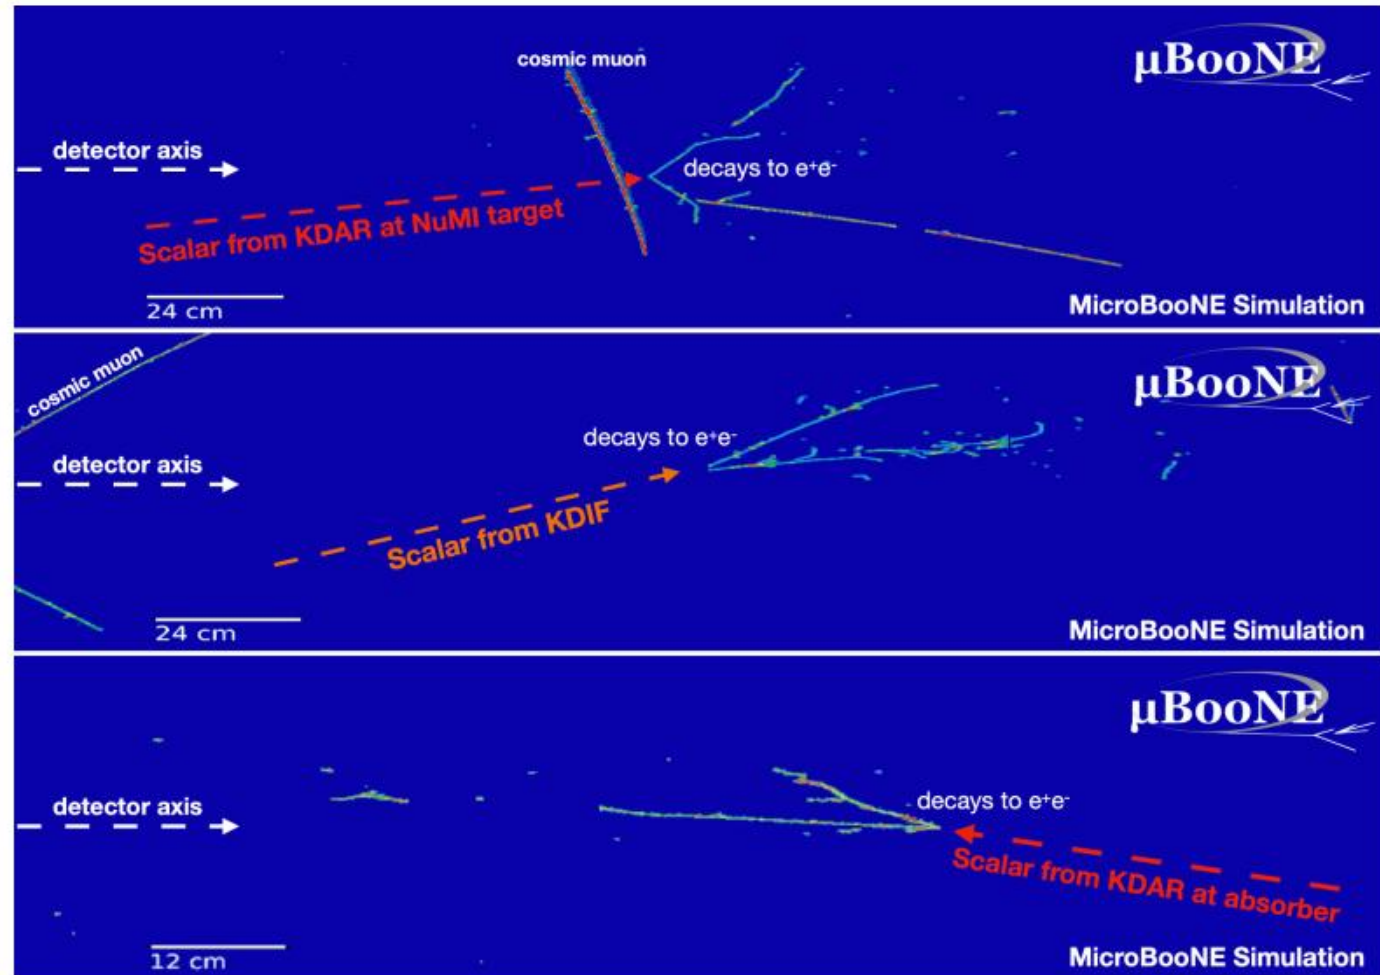 cosmic muon
µBooNE
detector axis
decays to e+e-
Scalar from KDAR at NuMI target
24 cm
MicroBooNE Simulation
cosmic muon
µBooNE
decays to e+e-
detector axis
Scalar from KDIF
24 cm
MicroBooNE Simulation
µBooNE
detector axis
decays to e+e-
Scalar from KDAR at absorber
12 cm
MicroBooNE Simulation